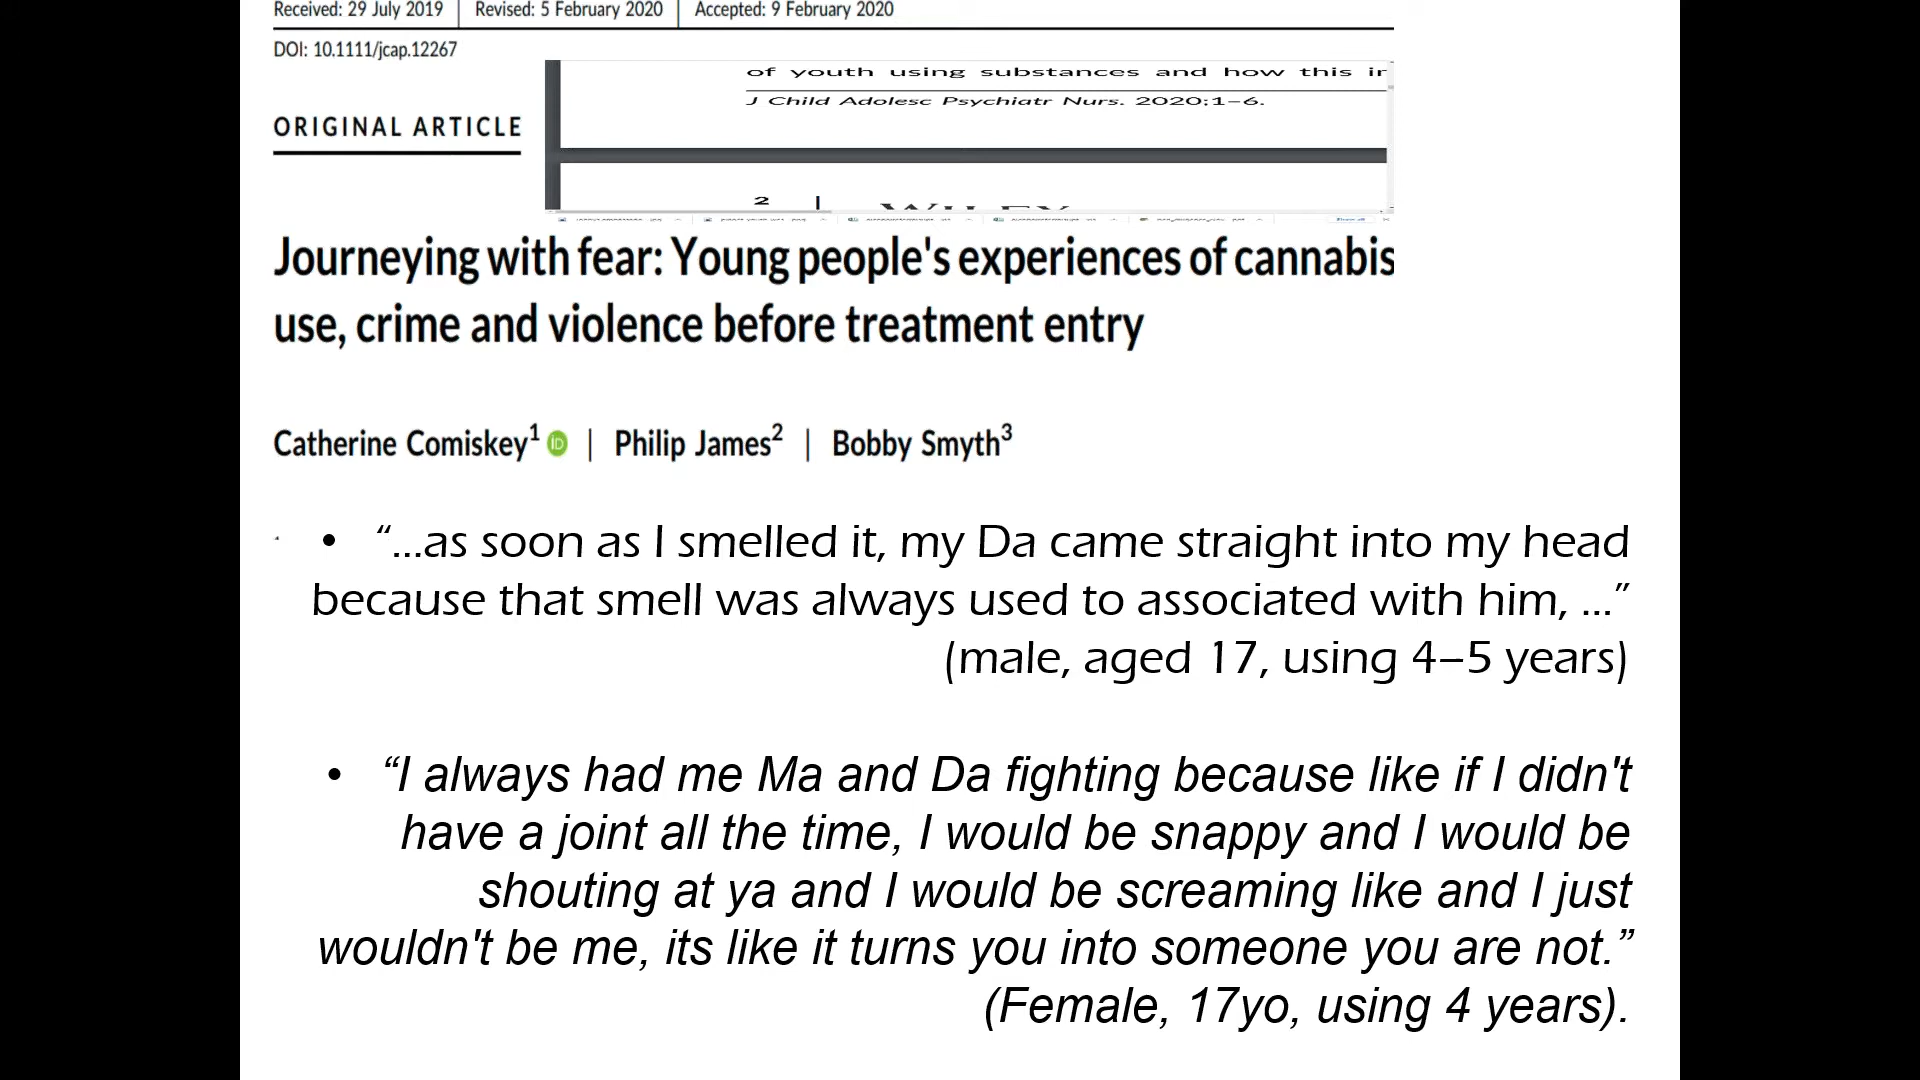 Received: 29 July 2019 | Revised: 5 February 2020 | Accepted: 9 February 2020
DOI: 10.1111/jcap.12267
of youth using substances and how this
J Child Adolesc Psychiatr Nurs. 2020;1–6.
ORIGINAL ARTICLE
2 | WILEY
Journeying with fear: Young people's experiences of cannabis
use, crime and violence before treatment entry
Catherine Comiskey1 iD | Philip James2 | Bobby Smyth3
• “...as soon as I smelled it, my Da came straight into my head
because that smell was always used to associated with him, ...”
(male, aged 17, using 4–5 years)
• “I always had me Ma and Da fighting because like if I didn't
have a joint all the time, I would be snappy and I would be
shouting at ya and I would be screaming like and I just
wouldn't be me, its like it turns you into someone you are not.”
(Female, 17yo, using 4 years).